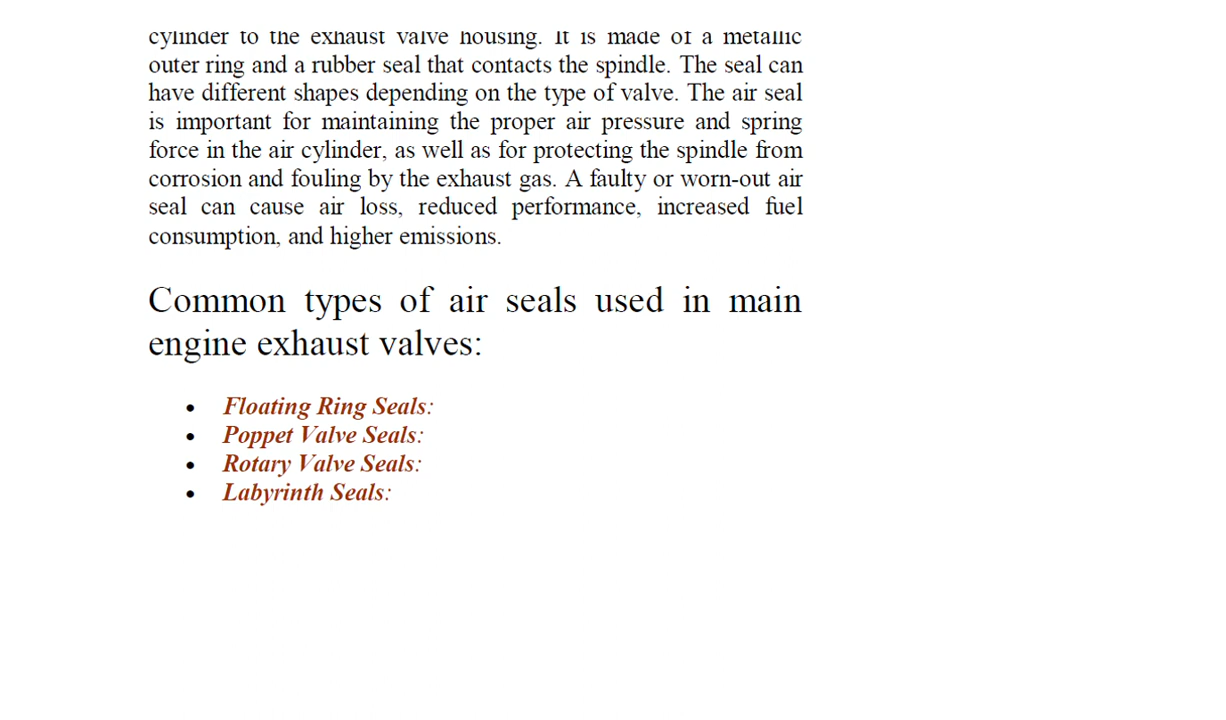 cylinder to the exhaust valve housing. It is made of a metallic
outer ring and a rubber seal that contacts the spindle. The seal can
have different shapes depending on the type of valve. The air seal
is important for maintaining the proper air pressure and spring
force in the air cylinder, as well as for protecting the spindle from
corrosion and fouling by the exhaust gas. A faulty or worn-out air
seal can cause air loss, reduced performance, increased fuel
consumption, and higher emissions.
Common types of air seals used in main
engine exhaust valves:
• Floating Ring Seals:
• Poppet Valve Seals:
• Rotary Valve Seals:
• Labyrinth Seals: